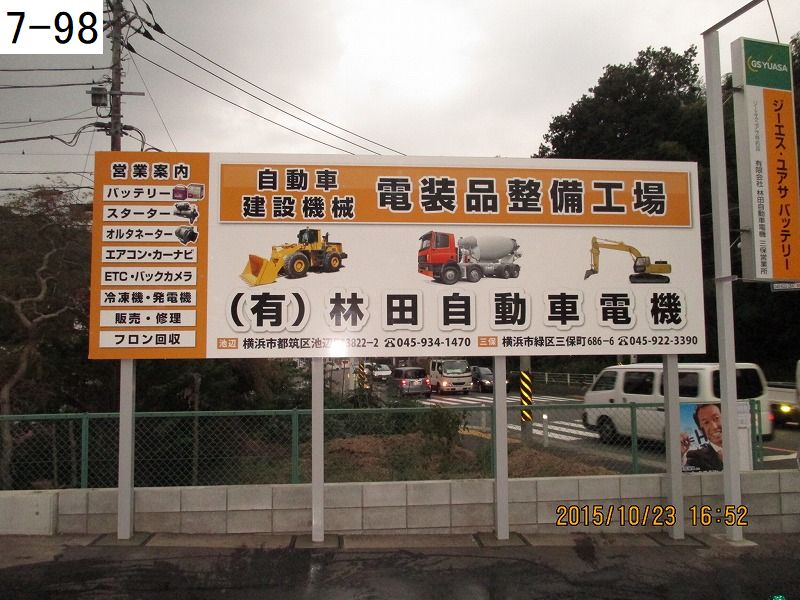 7-98
営業案内
バッテリー
スターター
オルタネーター
エアコン・カーナビ
ETC・バックカメラ
冷凍機・発電機
販売・修理
フロン回収
自動車
建設機械
電装品整備工場
(有)林田自動車電機
池辺 横浜市都筑区池辺町3822-2 ☎045-934-1470
三保 横浜市緑区三保町686-6 ☎045-922-3390
GSYUASA
ジーエス・ユアサ バッテリー
有限会社 林田自動車電機 三保営業所
2015/10/23 16:52